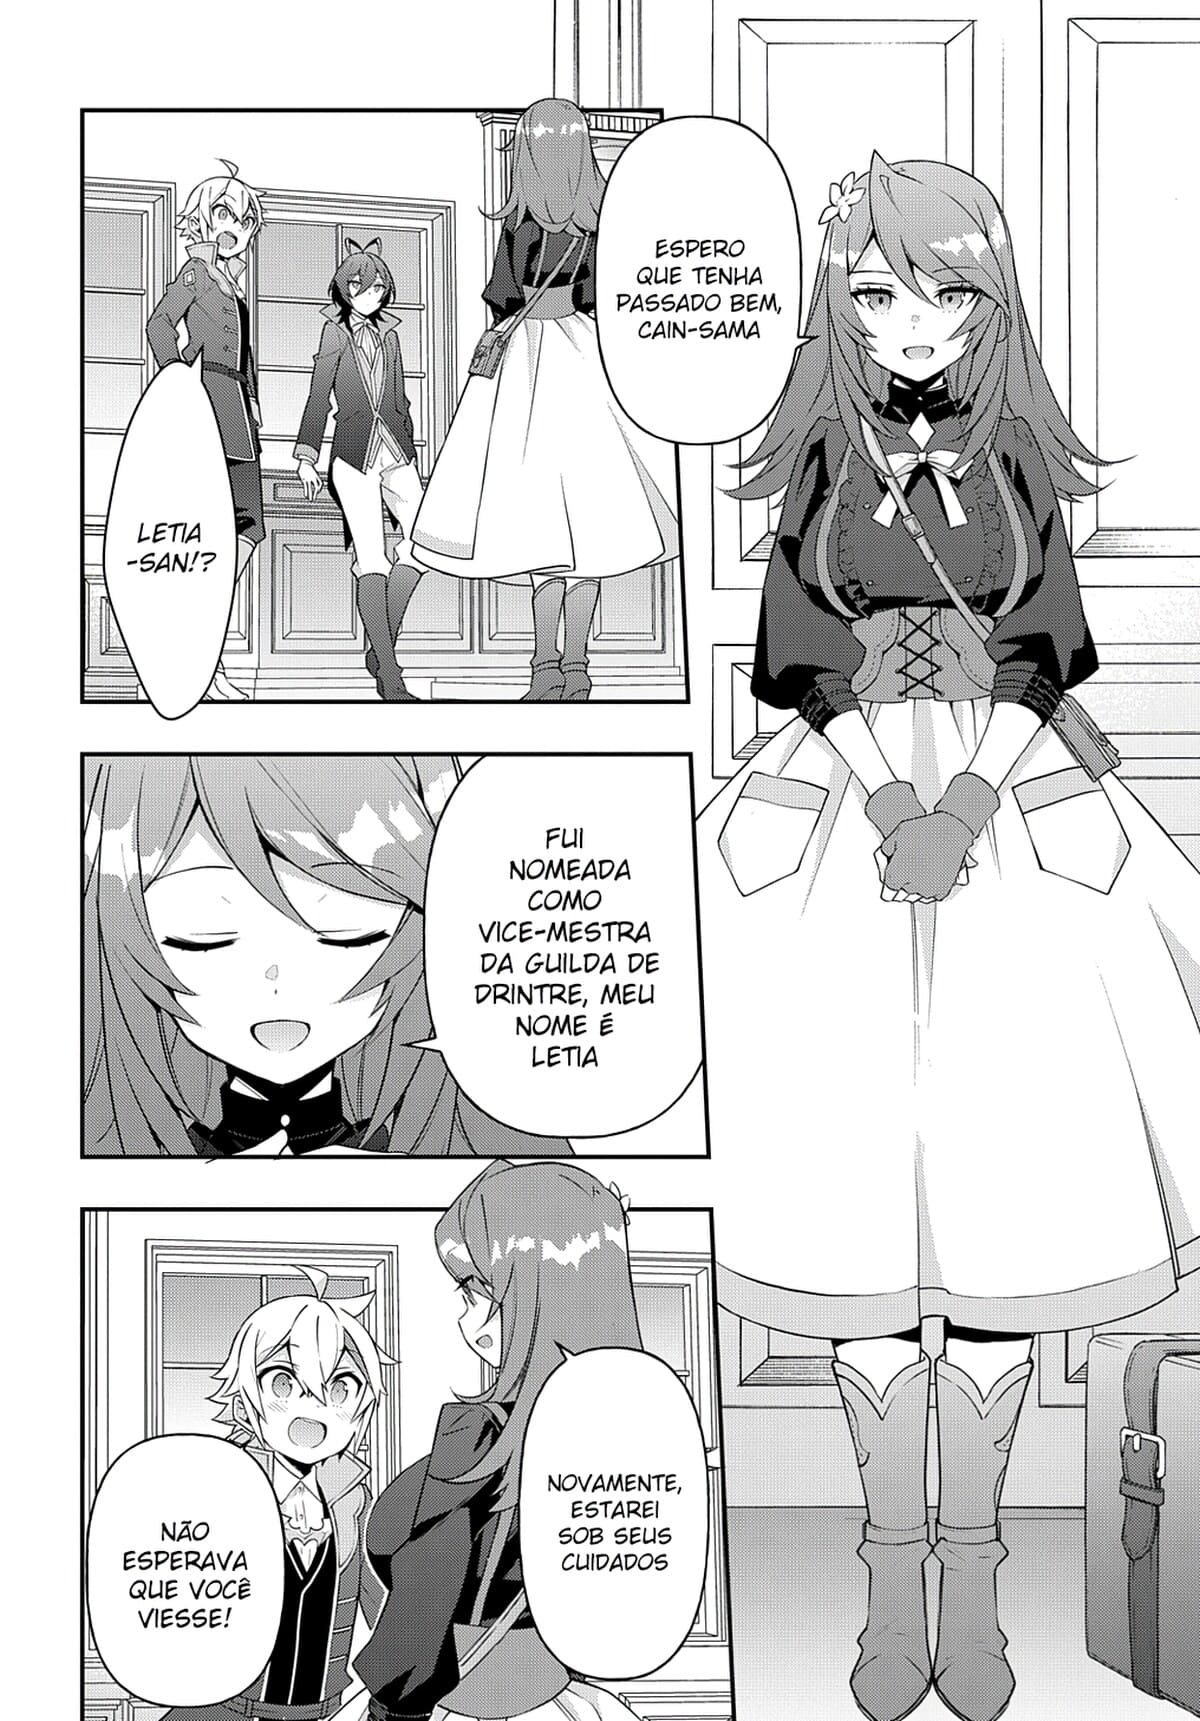 ESPERO
QUE TENHA
PASSADO BEM,
CAIN-SAMA
LETIA
-SAN!?
FUI
NOMEADA
COMO
VICE-MESTRA
DA GUILDA DE
DRINTRE, MEU
NOME É
LETIA
NOVAMENTE,
ESTAREI
SOB SEUS
CUIDADOS
NÃO
ESPERAVA
QUE VOCÊ
VIESSE!